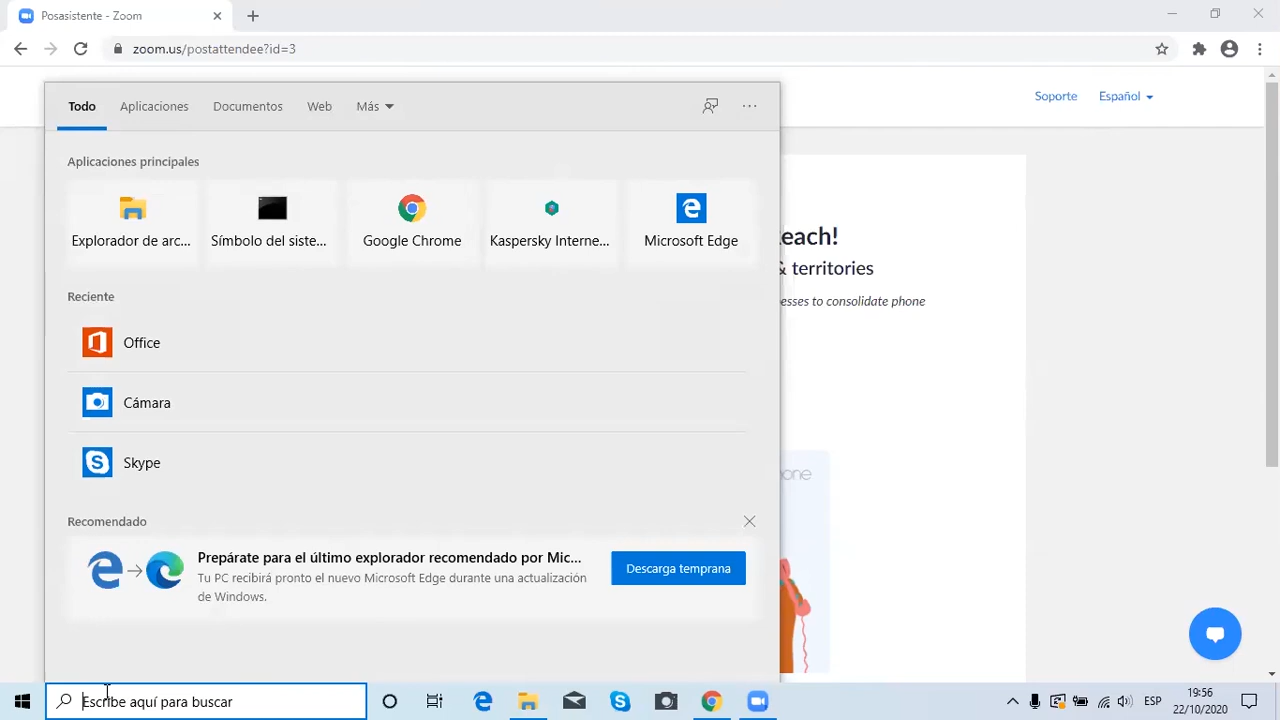 Posasistente - Zoom
zoom.us/postattendee?id=3
Soporte Español
Todo Aplicaciones Documentos Web Más
Aplicaciones principales
Explorador de arc... Símbolo del siste... Google Chrome Kaspersky Interne... Microsoft Edge
Reach!
& territories
esses to consolidate phone
Reciente
Office
Cámara
Skype
hone
Recomendado
Prepárate para el último explorador recomendado por Mic...
Tu PC recibirá pronto el nuevo Microsoft Edge durante una actualización
de Windows.
Descarga temprana
Escribe aquí para buscar
ESP
19:56
22/10/2020